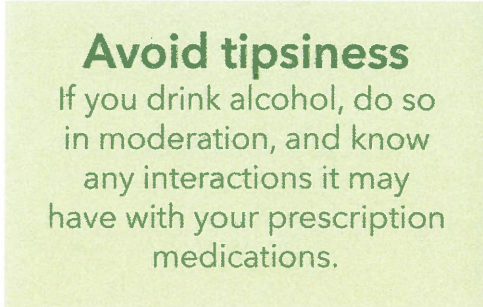 Avoid tipsiness
If you drink alcohol, do so
in moderation, and know
any interactions it may
have with your prescription
medications.